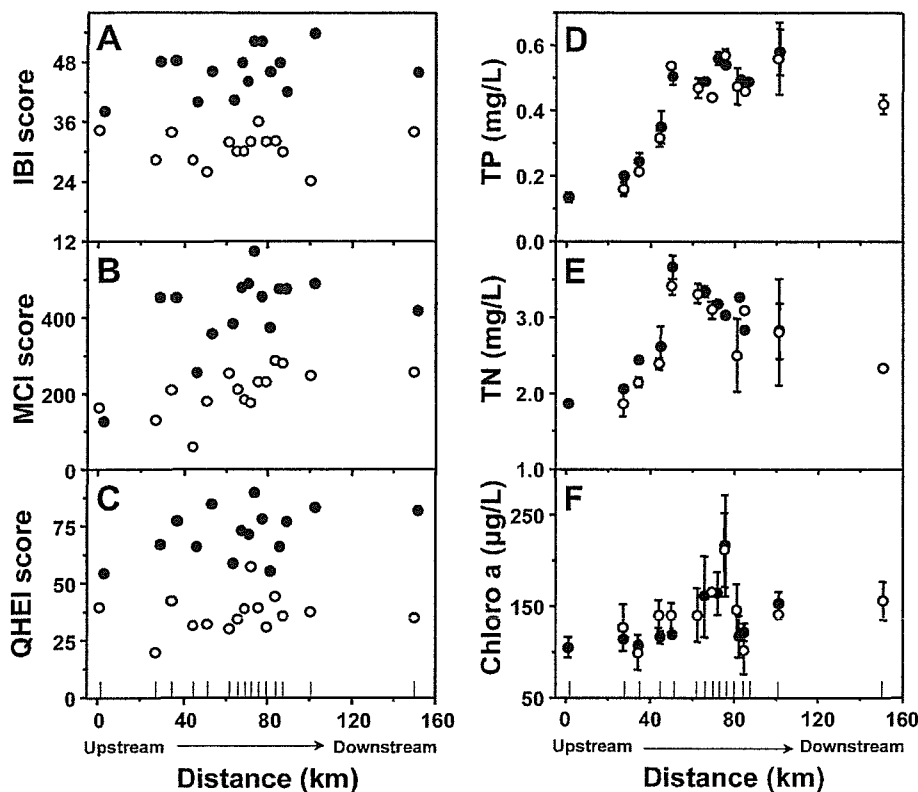 A
IBI score
48
36
24
12
B
MCI score
400
200
0
C
QHEI score
75
50
25
0
0 40 80 120 160
Upstream Downstream
Distance (km)
D
TP (mg/L)
0.6
0.4
0.2
0.0
E
TN (mg/L)
3.0
2.0
1.0
F
Chloro a (µg/L)
250
150
50
0 40 80 120 160
Upstream Downstream
Distance (km)